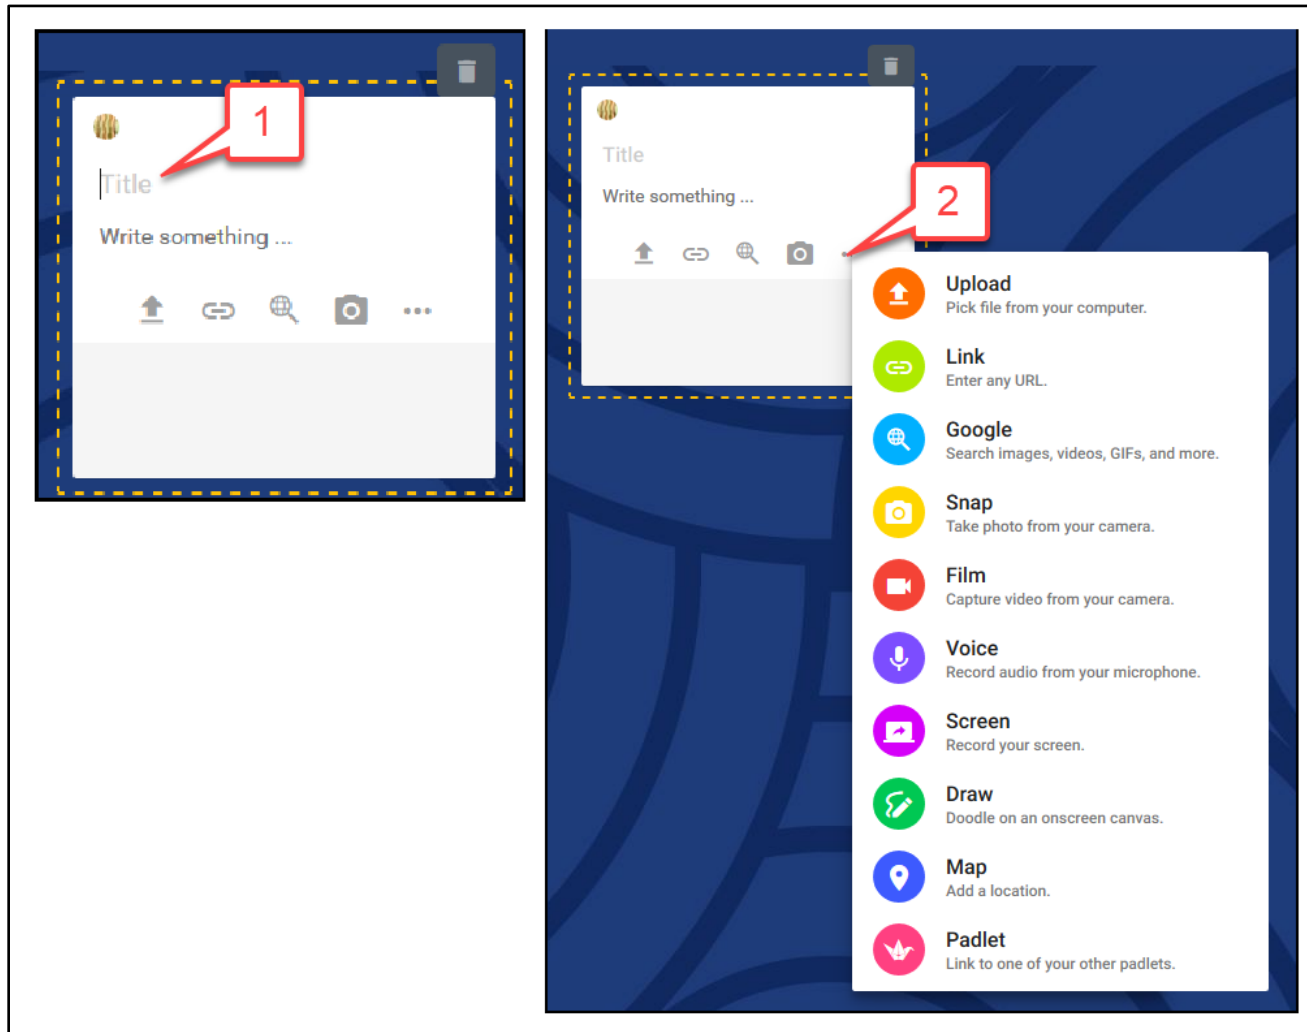 1
Title
Write something ...
Title
Write something ...
2
Upload
Pick file from your computer.
Link
Enter any URL.
Google
Search images, videos, GIFs, and more.
Snap
Take photo from your camera.
Film
Capture video from your camera.
Voice
Record audio from your microphone.
Screen
Record your screen.
Draw
Doodle on an onscreen canvas.
Map
Add a location.
Padlet
Link to one of your other padlets.